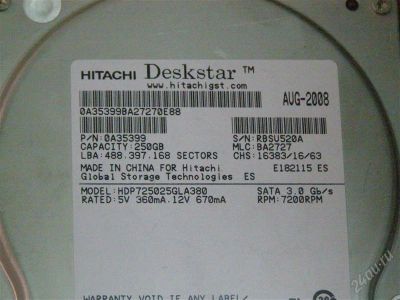 HITACHI Deskstar™
www.hitachigst.com
AUG-2008
0A35399BA27270E88
P/N: 0A35399 S/N: RBSU520A
CAPACITY: 250GB MLC: BA2727
LBA: 488,397,168 SECTORS CHS: 16383/16/63
MADE IN CHINA FOR Hitachi E182115 ES
Global Storage Technologies ES
MODEL: HDP725025GLA380 SATA 3.0 Gb/s
RATED: 5V 360mA, 12V 670mA RPM: 7200RPM
WARRANTY VOID IF ANY LABEL/
24au.ru